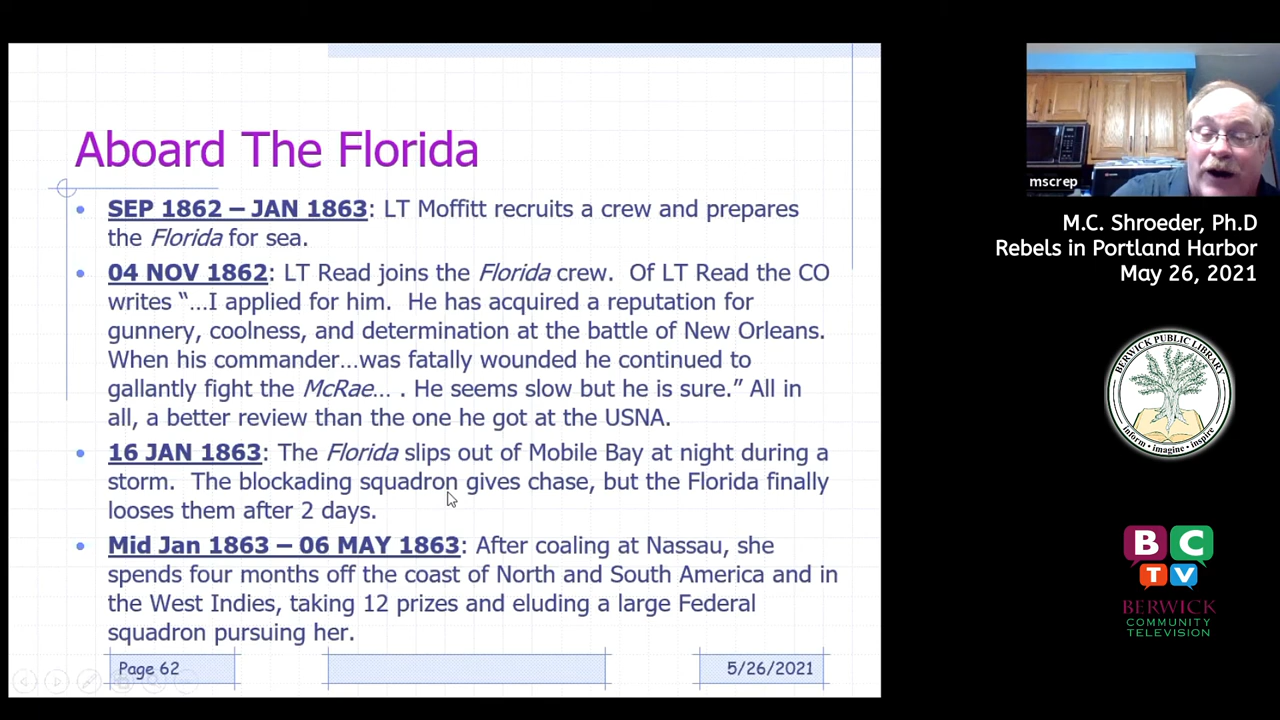 Aboard The Florida
SEP 1862 – JAN 1863: LT Moffitt recruits a crew and prepares
the Florida for sea.
04 NOV 1862: LT Read joins the Florida crew. Of LT Read the CO
writes “…I applied for him. He has acquired a reputation for
gunnery, coolness, and determination at the battle of New Orleans.
When his commander…was fatally wounded he continued to
gallantly fight the McRae… . He seems slow but he is sure.” All in
all, a better review than the one he got at the USNA.
16 JAN 1863: The Florida slips out of Mobile Bay at night during a
storm. The blockading squadron gives chase, but the Florida finally
looses them after 2 days.
Mid Jan 1863 – 06 MAY 1863: After coaling at Nassau, she
spends four months off the coast of North and South America and in
the West Indies, taking 12 prizes and eluding a large Federal
squadron pursuing her.
Page 62
5/26/2021
mscrep
M.C. Shroeder, Ph.D
Rebels in Portland Harbor
May 26, 2021
BERWICK PUBLIC LIBRARY
inform • imagine • inspire
BC
TV
BERWICK
COMMUNITY
TELEVISION